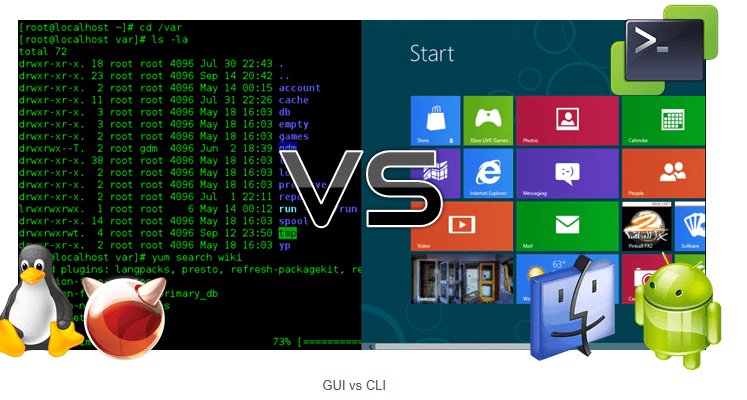 [root@localhost ~]# cd /var
[root@localhost var]# ls -la
total 72
drwxr-xr-x. 18 root root 4096 Jul 30 22:43 .
drwxr-xr-x. 23 root root 4096 Sep 14 20:42 ..
drwxr-xr-x. 2 root root 4096 May 14 00:15 account
drwxr-xr-x. 11 root root 4096 Jul 31 22:26 cache
drwxr-xr-x. 3 root root 4096 May 18 16:03 db
drwxr-xr-x. 3 root root 4096 May 18 16:03 empty
drwxr-xr-x. 2 root root 4096 May 18 16:03 games
drwxrwx--T. 2 root gdm 4096 Jun 2 18:39 gdm
drwxr-xr-x. 38 root root 4096 May 18 16:03
drwxr-xr-x. 2 root root 4096 May 18 16:03
drwxr-xr-x. 2 root root 4096 May 18 16:03
drwxr-xr-x. 2 root root 4096 Jul 1 22:11
lrwxrwxrwx. 1 root root 6 May 14 00:12 run run
drwxr-xr-x. 14 root root 4096 May 18 16:03 spool
drwxrwxrwt. 4 root root 4096 Sep 12 23:50 tmp
drwxr-xr-x. 2 root root 4096 May 18 16:03 yp
localhost var]# yum search wiki
plugins: langpacks, presto, refresh-packagekit,
73% [==========
VS
Start
>_
Store 8
Xbox LIVE Games
Photos
Calendar
Internet Explorer
Messaging
People
Video
Mail
Pinball FX2
Solitaire
Desktop
63°
GUI vs CLI